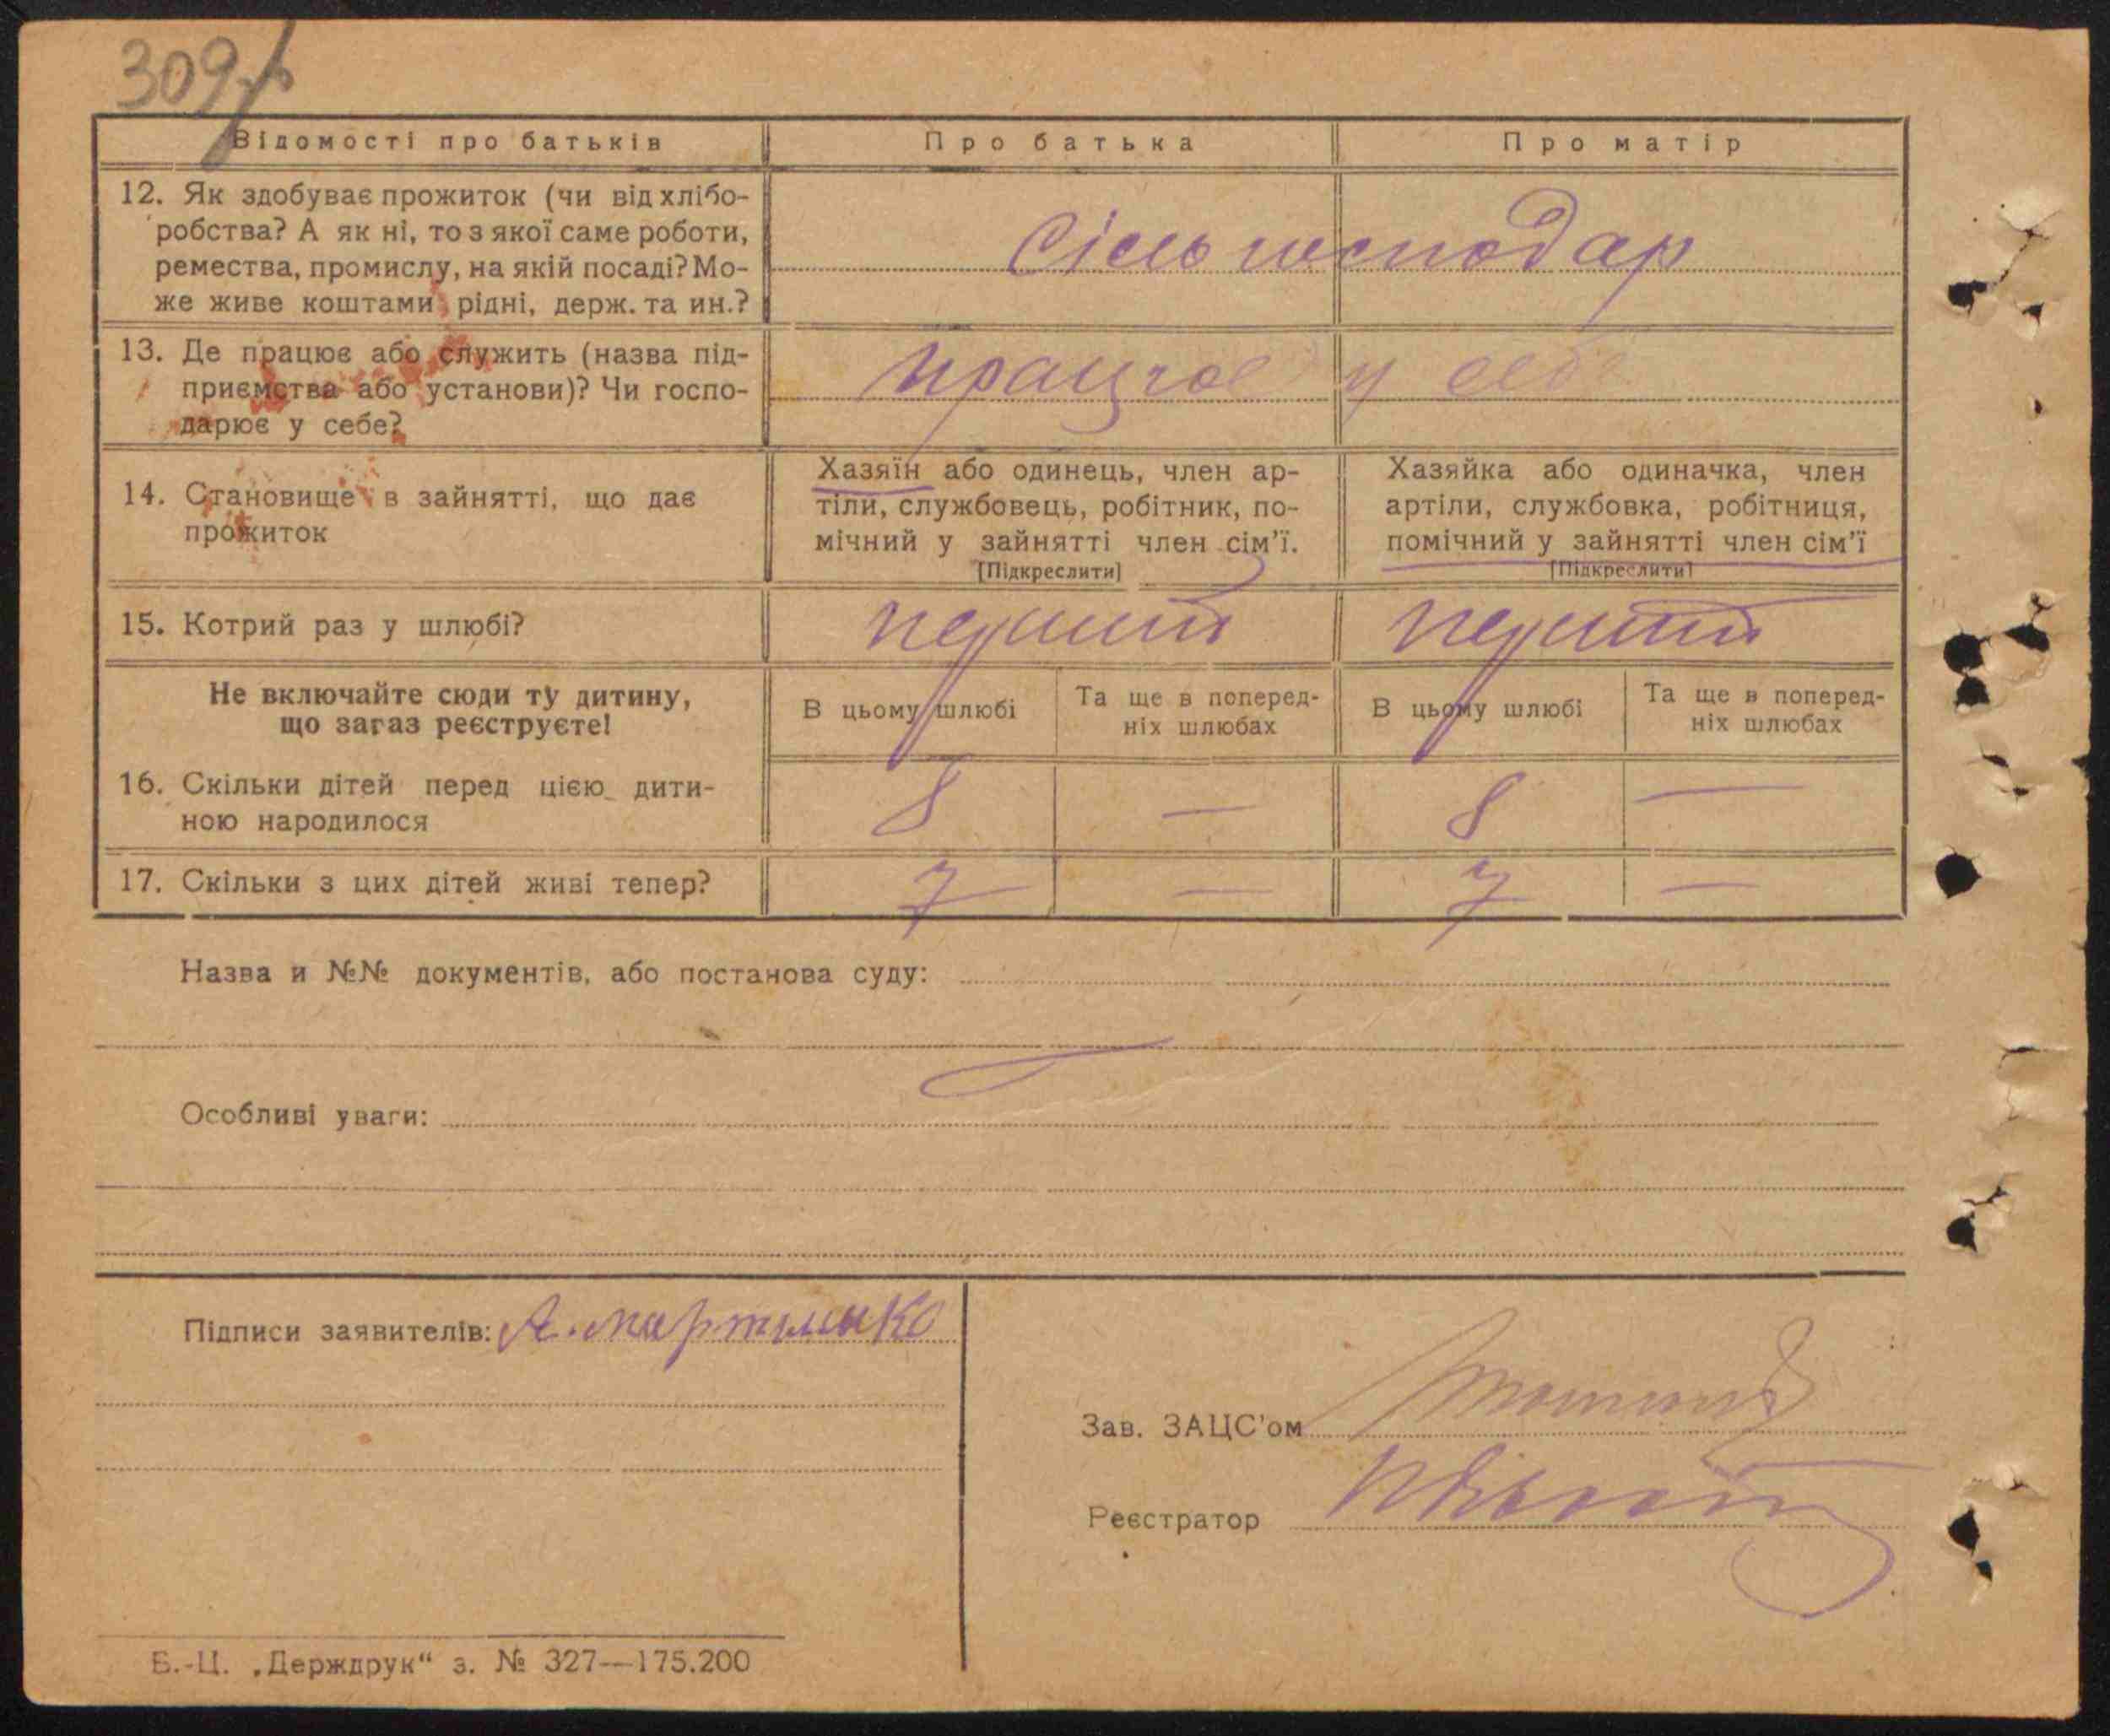 309
Відомості про батьків
Про батька
Про матір
12. Як здобуває прожиток (чи від хлібо-
робства? А як ні, то з якої саме роботи,
ремества, промислу, на якій посаді? Мо-
же живе коштами рідні, держ. та ин.?
Сільгосподар
13. Де працює або служить (назва під-
приємства або установи)? Чи госпо-
дарює у себе?
працює у себе
14. Становище в зайнятті, що дає
прожиток
Хазяїн або одинець, член ар-
тіли, службовець, робітник, по-
мічний у зайнятті член сім'ї.
[Підкреслити]
Хазяйка або одиначка, член
артіли, службовка, робітниця,
помічний у зайнятті член сім'ї
[Підкреслити]
15. Котрий раз у шлюбі?
перший
перший
Не включайте сюди ту дитину,
що загаз реєструєте!
В цьому шлюбі
Та ще в поперед-
ніх шлюбах
В цьому шлюбі
Та ще в поперед-
ніх шлюбах
16. Скільки дітей перед цією дити-
ною народилося
8 — 8 —
17. Скільки з цих дітей живі тепер?
7 — 7 —
Назва и №№ документів, або постанова суду:
Особливі уваги:
Підписи заявителів: А. Мартинко
Зав. ЗАЦС'ом
Реєстратор
Б.-Ц. „Держдрук“ з. № 327—175.200